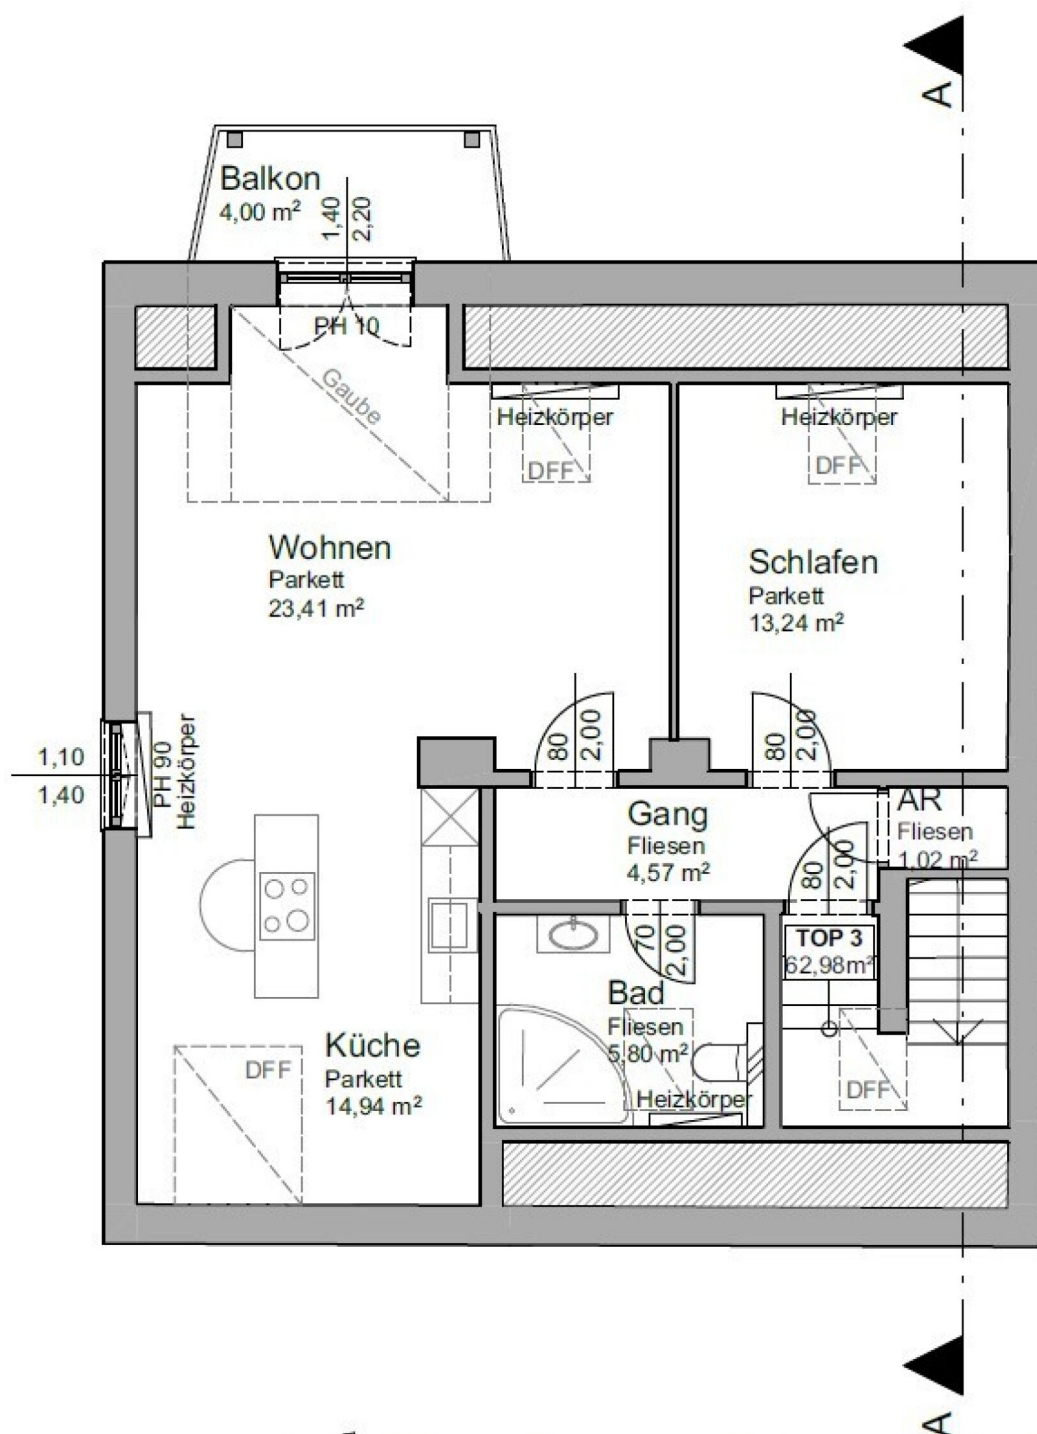 A
Balkon
4,00 m²
1,40
2,20
PH 10
Gaube
Heizkörper
DFF
Heizkörper
DFF
Wohnen
Parkett
23,41 m²
Schlafen
Parkett
13,24 m²
1,10
1,40
PH 90
Heizkörper
80
2,00
80
2,00
Gang
Fliesen
4,57 m²
AR
Fliesen
1,02 m²
80
2,00
70
2,00
TOP 3
62,98m²
Bad
Fliesen
5,80 m²
Heizkörper
Küche
Parkett
14,94 m²
DFF
DFF
A